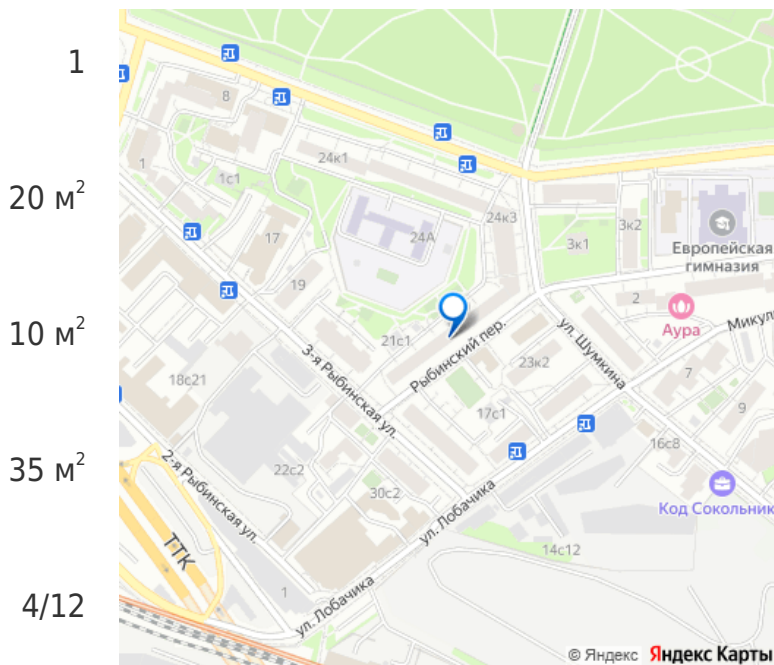 1
20 м²
10 м²
35 м²
4/12
8
24к1
1
1с1
24к3
24А
3к1
3к2
Европейская
гимназия
17
19
2
Аура
21с1
Рыбинский пер.
ул. Шумкина
3-я Рыбинская ул.
23к2
7
18с21
17с1
9
16с8
22с2
2-я Рыбинская ул.
30с2
Код Сокольник
ул. Лобачика
14с12
ТТК
1
ул. Лобачика
© Яндекс Яндекс Карты